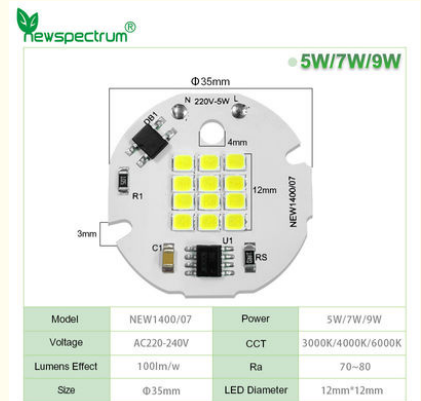 newspectrum®
5W/7W/9W
Φ35mm
N 220V-5W L
DB1
4mm
12mm
R1
NEW1400/07
3mm
C1
U1
RS
Model NEW1400/07 Power 5W/7W/9W
Voltage AC220-240V CCT 3000K/4000K/6000K
Lumens Effect 100lm/w Ra 70~80
Size Φ35mm LED Diameter 12mm*12mm